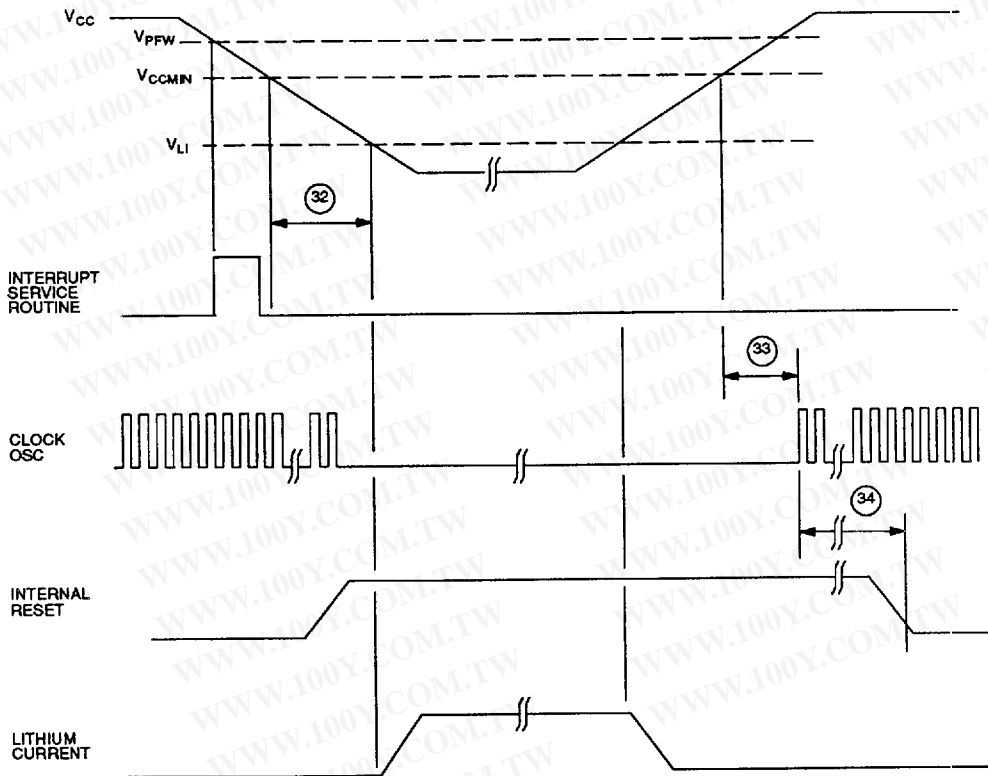 VCC
VPFW
VCCMIN
VLI
32
INTERRUPT
SERVICE
ROUTINE
33
CLOCK
OSC
34
INTERNAL
RESET
LITHIUM
CURRENT
WWW.100Y.COM.TW